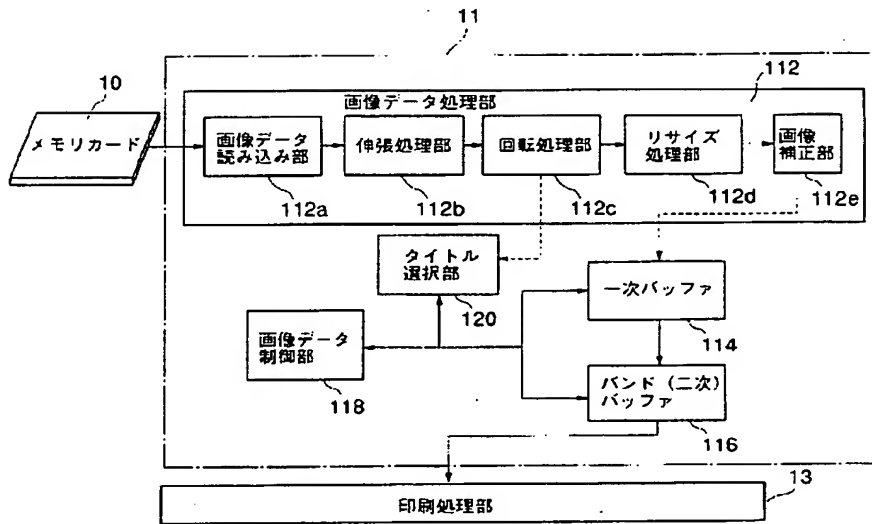 11
10
112
画像データ処理部
メモリカード
画像データ
読み込み部
伸張処理部
回転処理部
リサイズ
処理部
画像
補正部
112a
112b
112c
112d
112e
タイトル
選択部
120
一次バッファ
114
画像データ
制御部
118
バンド（二次）
バッファ
116
13
印刷処理部